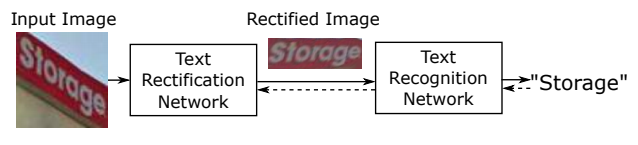 Input Image
Rectified Image
Storage
Storage
Text
Rectification
Network
Text
Recognition
Network
"Storage"